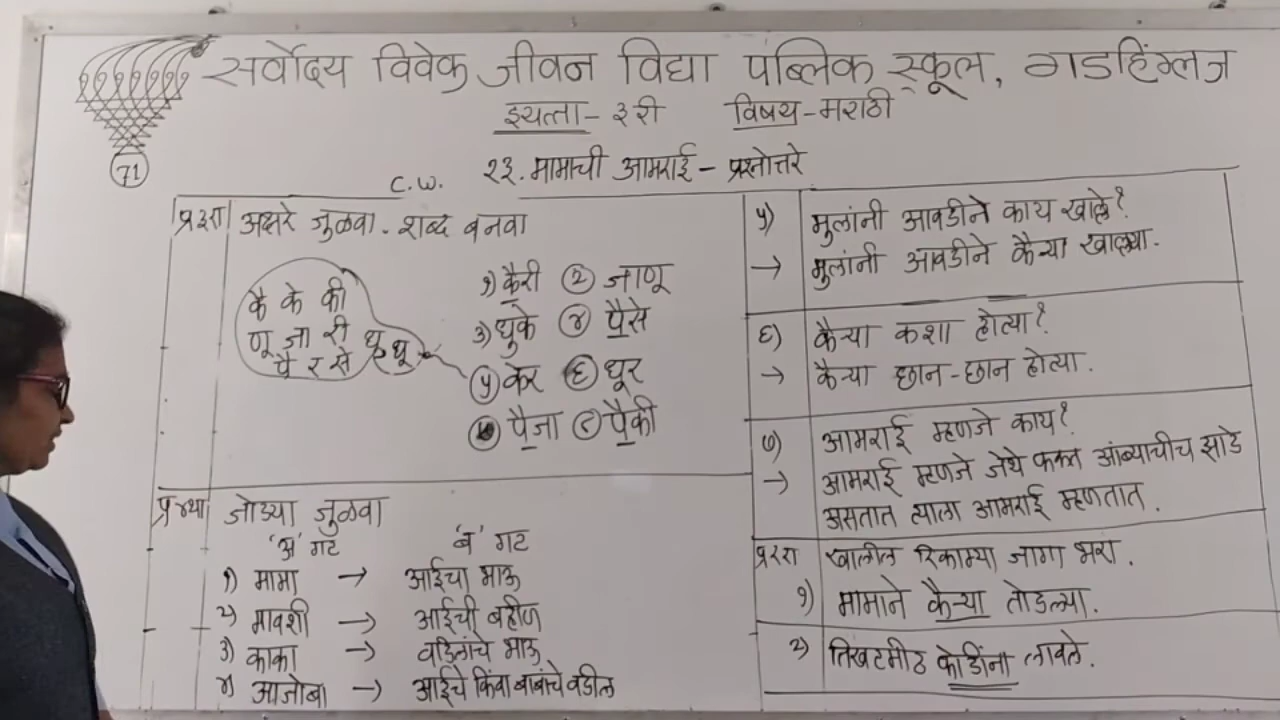 सर्वोदय विवेक जीवन विद्या पब्लिक स्कूल, गडहिंग्लज
इयत्ता - ३री विषय - मराठी
71
C.W. २३. मामाची आमराई - प्रश्नोत्तरे
प्र३रा अक्षरे जुळवा. शब्द बनवा
कै के की
णू जा री धु
पै र से धू
१) कैरी २ जाणू
३) धुके ४ पैसे
५ केर ६ धूर
७ पैजा ८ पैकी
प्र४था जोड्या जुळवा
'अ' गट 'ब' गट
१) मामा → आईचा भाऊ
२) मावशी → आईची बहीण
३) काका → वडिलांचे भाऊ
४) आजोबा → आईचे किंवा बाबांचे वडील
५) मुलांनी आवडीने काय खाल्ले?
→ मुलांनी आवडीने कैऱ्या खाल्ल्या.
६) कैऱ्या कशा होत्या?
→ कैऱ्या छान-छान होत्या.
७) आमराई म्हणजे काय?
→ आमराई म्हणजे जेथे फक्त आंब्याचीच झाडे
असतात त्याला आमराई म्हणतात.
प्र२रा खालील रिकाम्या जागा भरा.
१) मामाने कैऱ्या तोडल्या.
२) तिखटमीठ फोडींना लावले.